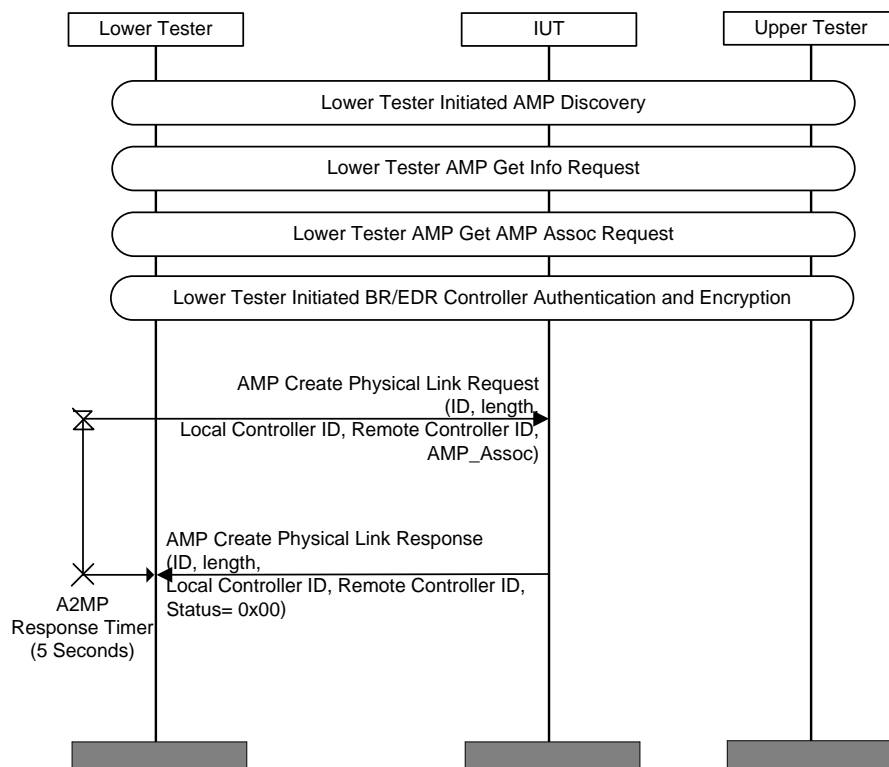 Lower Tester
IUT
Upper Tester
Lower Tester Initiated AMP Discovery
Lower Tester AMP Get Info Request
Lower Tester AMP Get AMP Assoc Request
Lower Tester Initiated BR/EDR Controller Authentication and Encryption
AMP Create Physical Link Request
(ID, length,
Local Controller ID, Remote Controller ID,
AMP_Assoc)
AMP Create Physical Link Response
(ID, length,
Local Controller ID, Remote Controller ID,
Status= 0x00)
A2MP
Response Timer
(5 Seconds)